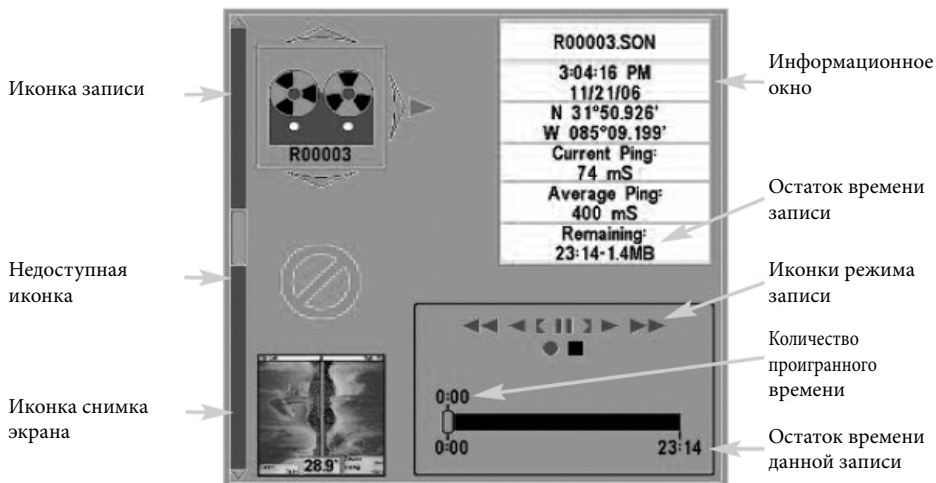 Иконка записи
Недоступная
иконка
Иконка снимка
экрана
R00003
28.9°
R00003.SON
3:04:16 PM
11/21/06
N 31°50.926'
W 085°09.199'
Current Ping:
74 mS
Average Ping:
400 mS
Remaining:
23:14-1.4MB
0:00
0:00
23:14
Информационное
окно
Остаток времени
записи
Иконки режима
записи
Количество
проигранного
времени
Остаток времени
данной записи